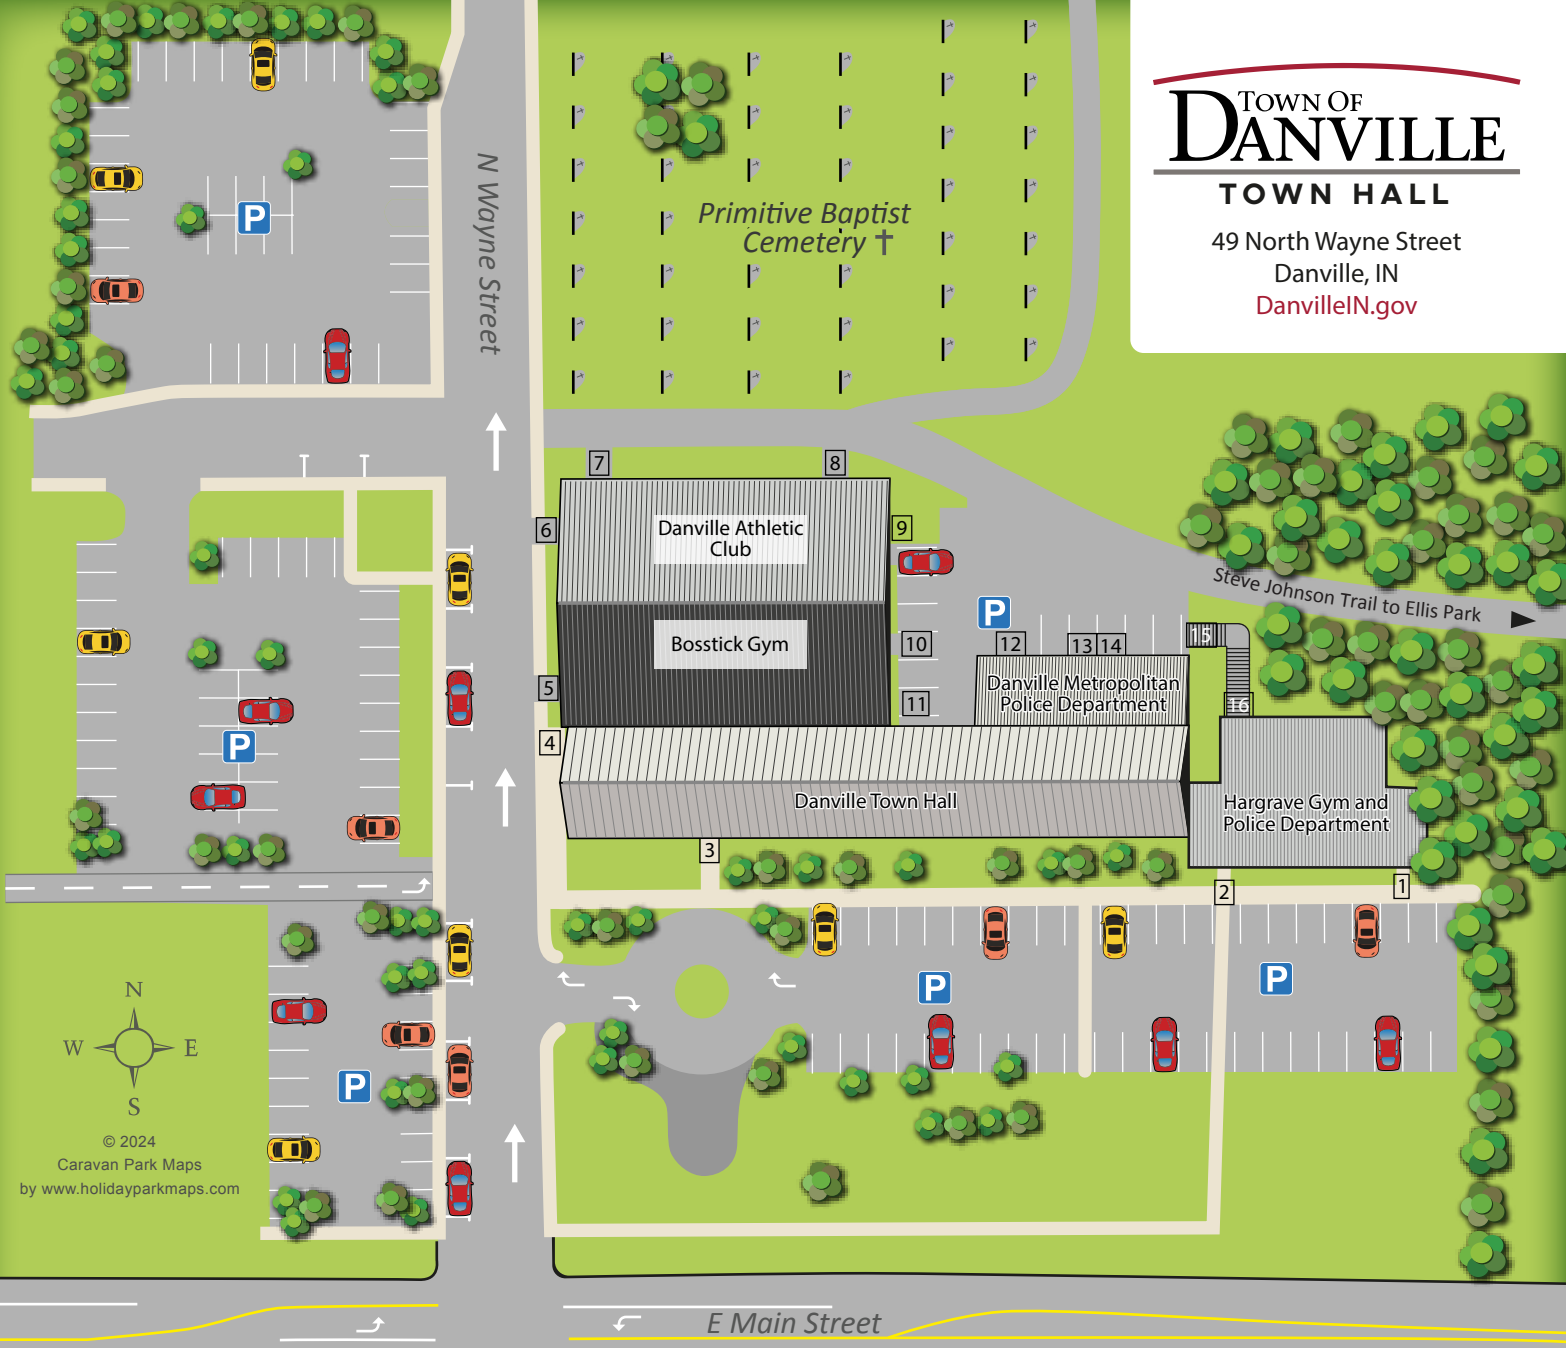 TOWN OF
DANVILLE
TOWN HALL
49 North Wayne Street
Danville, IN
DanvilleIN.gov
N Wayne Street
P
Primitive Baptist
Cemetery
7
8
6
Danville Athletic
Club
9
Steve Johnson Trail to Ellis Park
P
Bosstick Gym
10
12
13
14
15
5
11
Danville Metropolitan
Police Department
16
4
P
Danville Town Hall
Hargrave Gym and
Police Department
3
2
1
P
P
P
N
W
E
S
© 2024
Caravan Park Maps
by www.holidayparkmaps.com
E Main Street